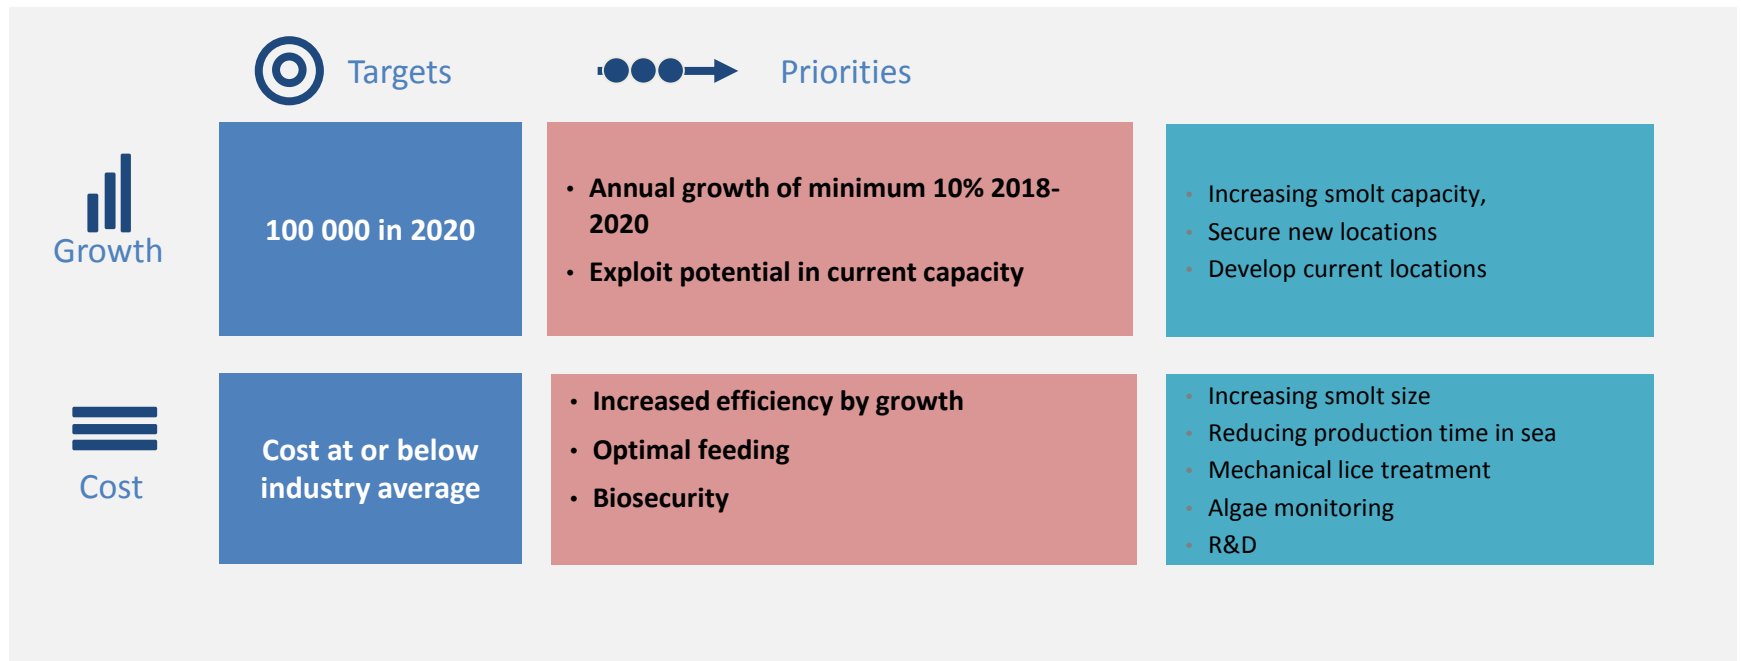 Targets
Priorities
Growth
100 000 in 2020
• Annual growth of minimum 10% 2018-
2020
• Exploit potential in current capacity
• Increasing smolt capacity,
• Secure new locations
• Develop current locations
Cost
Cost at or below
industry average
• Increased efficiency by growth
• Optimal feeding
• Biosecurity
• Increasing smolt size
• Reducing production time in sea
• Mechanical lice treatment
• Algae monitoring
• R&D